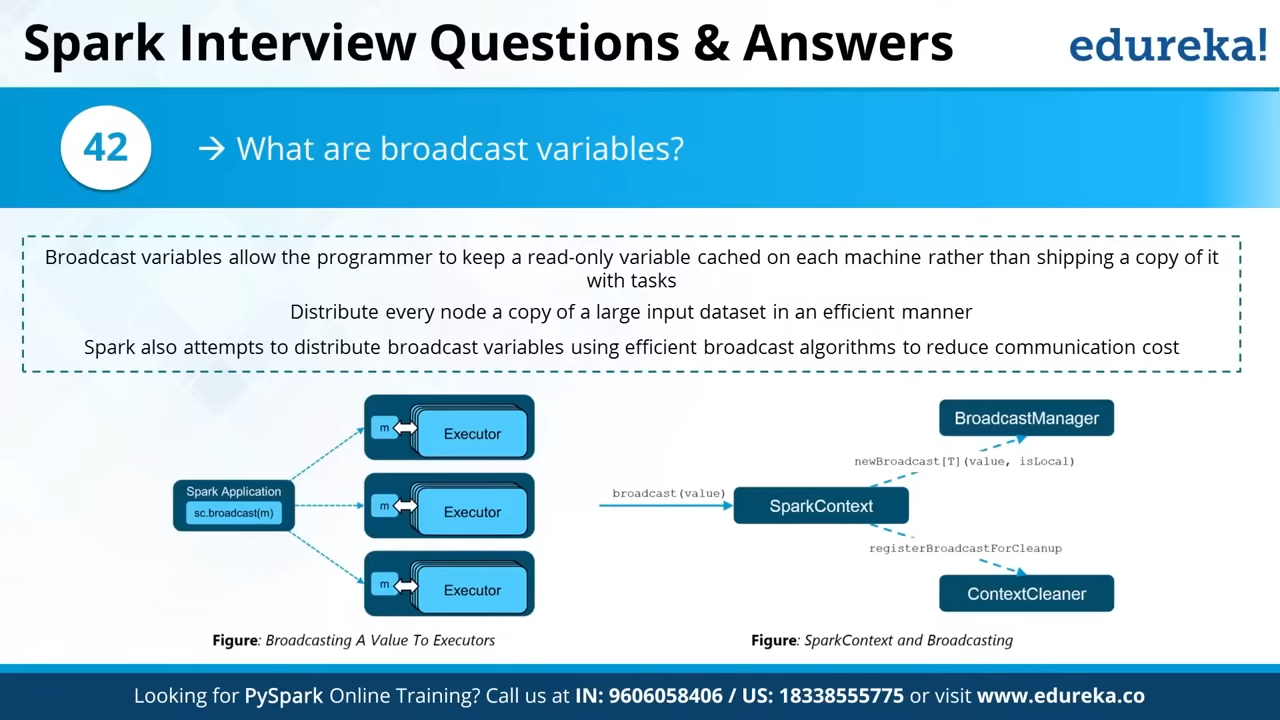 Spark Interview Questions & Answers
edureka!
42
→ What are broadcast variables?
Broadcast variables allow the programmer to keep a read-only variable cached on each machine rather than shipping a copy of it
with tasks
Distribute every node a copy of a large input dataset in an efficient manner
Spark also attempts to distribute broadcast variables using efficient broadcast algorithms to reduce communication cost
Spark Application
sc.broadcast(m)
m
Executor
m
Executor
m
Executor
Figure: Broadcasting A Value To Executors
BroadcastManager
newBroadcast[T](value, isLocal)
broadcast(value)
SparkContext
registerBroadcastForCleanup
ContextCleaner
Figure: SparkContext and Broadcasting
Looking for PySpark Online Training? Call us at IN: 9606058406 / US: 18338555775 or visit www.edureka.co